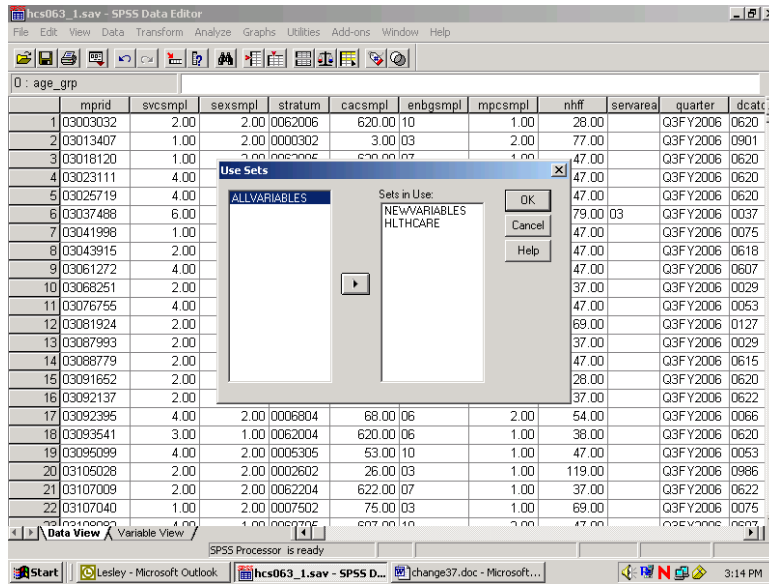 hcs063_1.sav - SPSS Data Editor
File Edit View Data Transform Analyze Graphs Utilities Add-ons Window Help
0 : age_grp
mprid svcsmpl sexsmpl stratum cacsmpl enbgsmpl mpcsmpl nhff servarea quarter dcatc
1 03003032 2.00 2.00 0062006 620.00 10 1.00 28.00 Q3FY2006 0620
2 03013407 1.00 2.00 0000302 3.00 03 2.00 77.00 Q3FY2006 0901
3 03018120 1.00 47.00 Q3FY2006 0620
4 03023111 4.00 47.00 Q3FY2006 0620
5 03025719 4.00 47.00 Q3FY2006 0620
6 03037488 6.00 79.00 03 Q3FY2006 0037
7 03041998 1.00 47.00 Q3FY2006 0075
8 03043915 2.00 47.00 Q3FY2006 0618
9 03061272 4.00 47.00 Q3FY2006 0607
10 03068251 2.00 37.00 Q3FY2006 0029
11 03076755 4.00 47.00 Q3FY2006 0053
12 03081924 2.00 69.00 Q3FY2006 0127
13 03087993 2.00 37.00 Q3FY2006 0029
14 03088779 4.00 47.00 Q3FY2006 0615
15 03091652 2.00 28.00 Q3FY2006 0620
16 03092137 2.00 37.00 Q3FY2006 0622
17 03092395 4.00 2.00 0006804 68.00 06 2.00 54.00 Q3FY2006 0066
18 03093541 3.00 1.00 0062004 620.00 06 1.00 38.00 Q3FY2006 0620
19 03095099 4.00 2.00 0005305 53.00 10 1.00 47.00 Q3FY2006 0053
20 03105028 2.00 2.00 0002602 26.00 03 1.00 119.00 Q3FY2006 0986
21 03107009 2.00 2.00 0062204 622.00 07 1.00 37.00 Q3FY2006 0622
22 03107040 1.00 2.00 0007502 75.00 03 1.00 69.00 Q3FY2006 0075
Use Sets
ALLVARIABLES
Sets in Use:
NEWVARIABLES
HLTHCARE
OK
Cancel
Help
Data View Variable View
SPSS Processor is ready
Start Lesley - Microsoft Outlook hcs063_1.sav - SPSS D... change37.doc - Microsoft... 3:14 PM